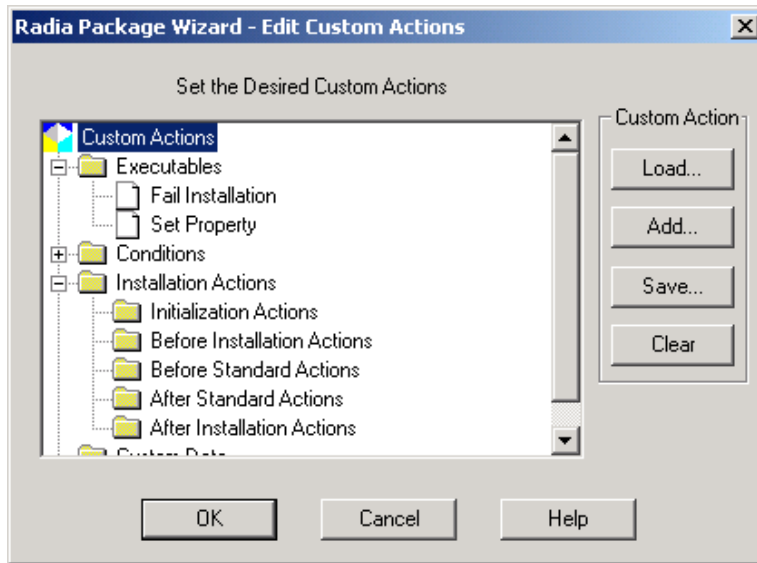 Radia Package Wizard - Edit Custom Actions
Set the Desired Custom Actions
Custom Actions
Executables
Fail Installation
Set Property
Conditions
Installation Actions
Initialization Actions
Before Installation Actions
Before Standard Actions
After Standard Actions
After Installation Actions
Custom Data
Custom Action
Load...
Add...
Save...
Clear
OK
Cancel
Help